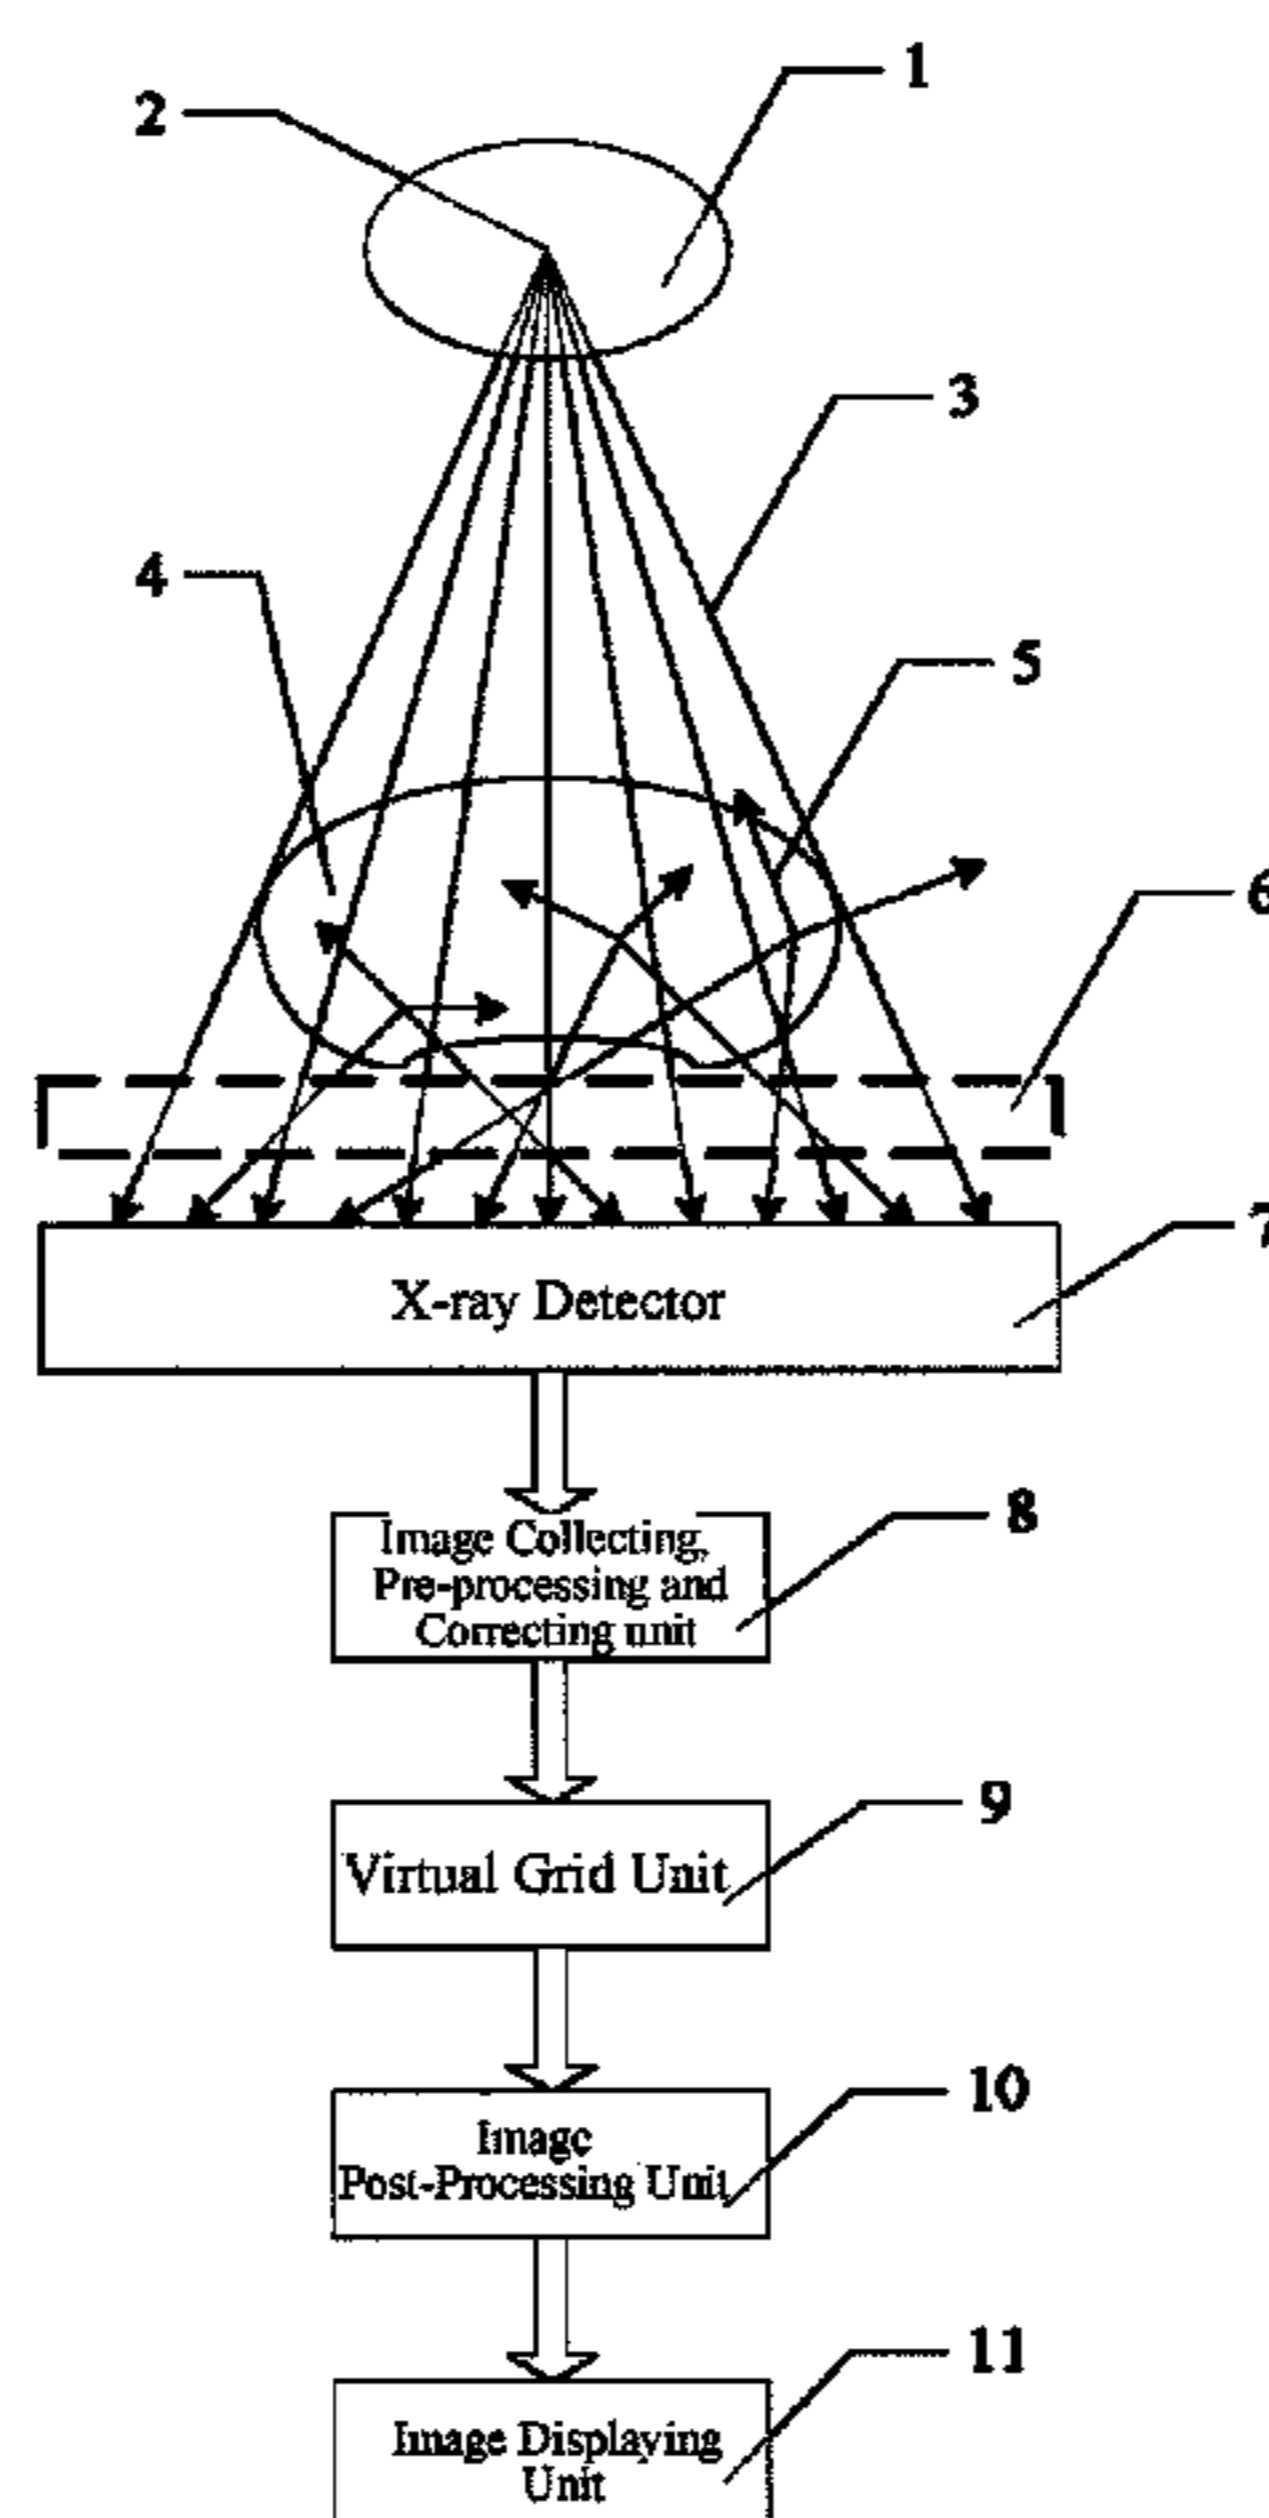 1
2
3
4
5
6
7
X-ray Detector
8
Image Collecting,
Pre-processing and
Correcting unit
9
Virtual Grid Unit
10
Image
Post-Processing Unit
11
Image Displaying
Unit